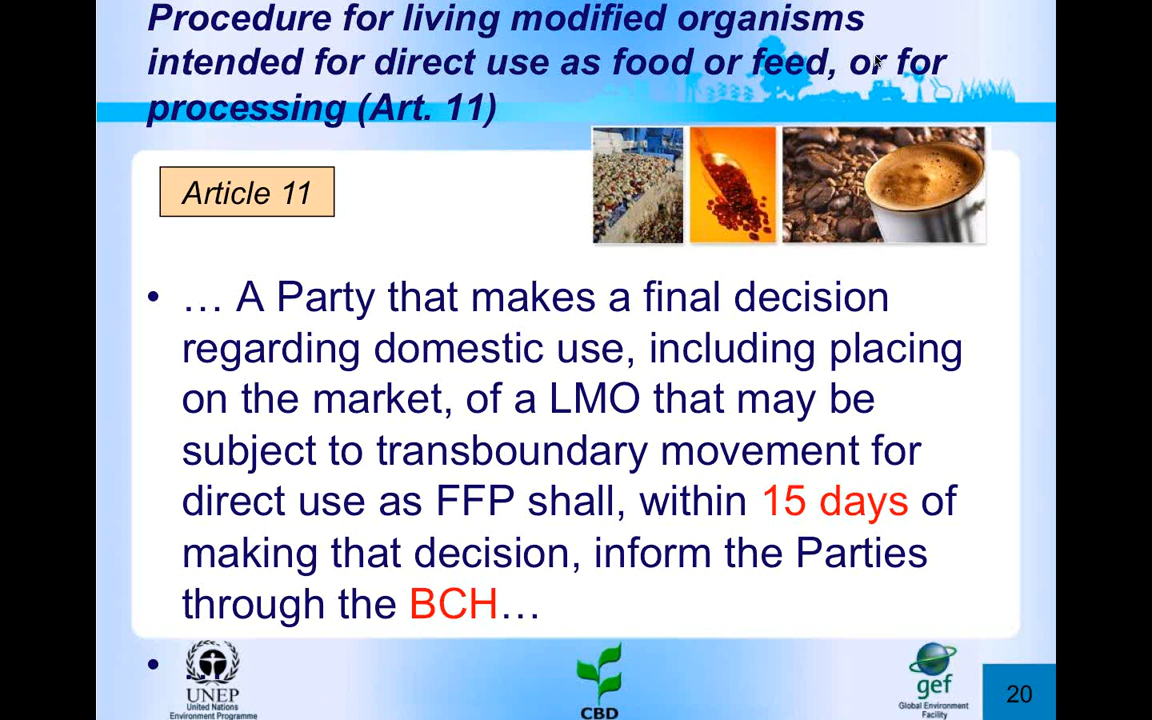 Procedure for living modified organisms
intended for direct use as food or feed, or for
processing (Art. 11)
Article 11
• … A Party that makes a final decision
regarding domestic use, including placing
on the market, of a LMO that may be
subject to transboundary movement for
direct use as FFP shall, within 15 days of
making that decision, inform the Parties
through the BCH…
•
UNEP
United Nations
Environment Programme
CBD
gef
Global Environment
Facility
20